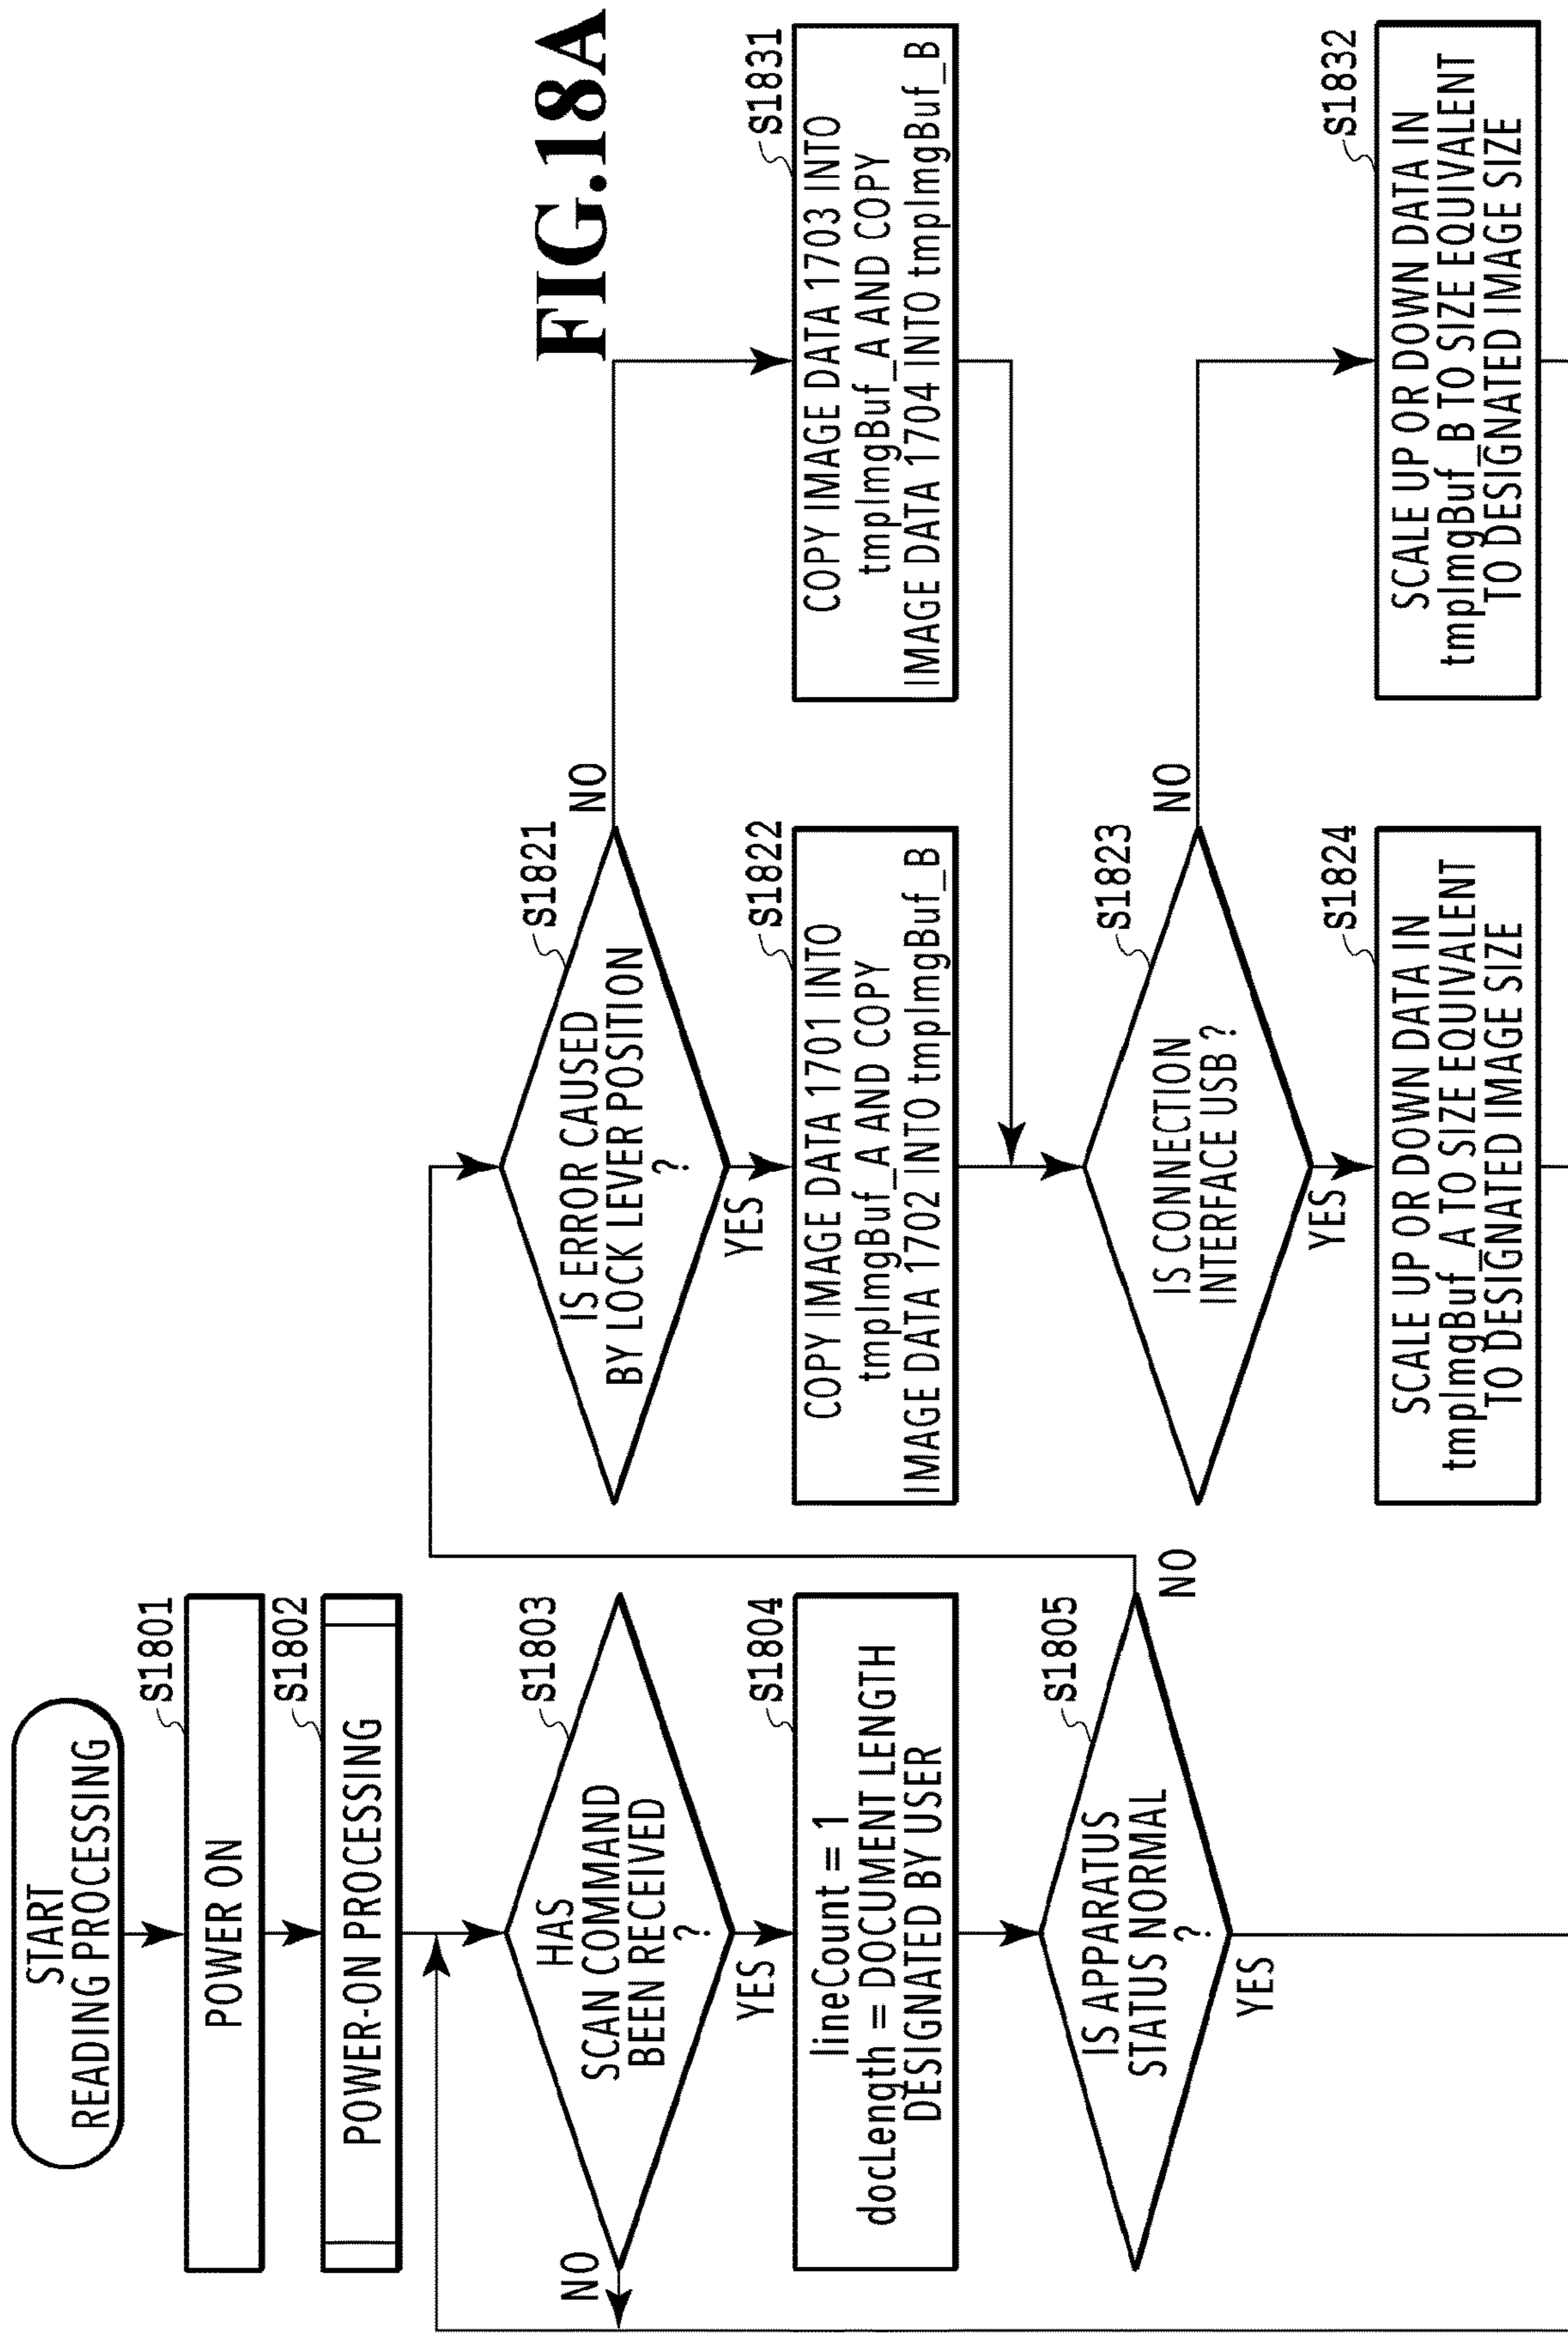 FIG.18A
START
READING PROCESSING
S1801
POWER ON
S1802
POWER-ON PROCESSING
S1803
HAS
SCAN COMMAND
BEEN RECEIVED
?
NO
YES
S1804
lineCount = 1
docLength = DOCUMENT LENGTH
DESIGNATED BY USER
S1805
IS APPARATUS
STATUS NORMAL
?
NO
YES
S1821
IS ERROR CAUSED
BY LOCK LEVER POSITION
?
NO
YES
S1822
COPY IMAGE DATA 1701 INTO
tmpImgBuf_A AND COPY
IMAGE DATA 1702 INTO tmpImgBuf_B
S1831
COPY IMAGE DATA 1703 INTO
tmpImgBuf_A AND COPY
IMAGE DATA 1704 INTO tmpImgBuf_B
S1823
IS CONNECTION
INTERFACE USB ?
NO
YES
S1824
SCALE UP OR DOWN DATA IN
tmpImgBuf_A TO SIZE EQUIVALENT
TO DESIGNATED IMAGE SIZE
S1832
SCALE UP OR DOWN DATA IN
tmpImgBuf_B TO SIZE EQUIVALENT
TO DESIGNATED IMAGE SIZE